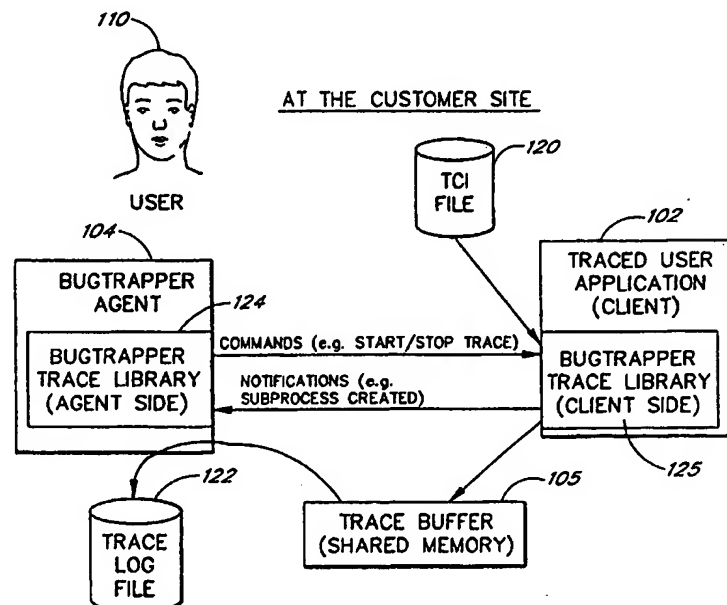 110
AT THE CUSTOMER SITE
120
TCI
FILE
USER
104
102
BUGTRAPPER
AGENT
124
TRACED USER
APPLICATION
(CLIENT)
BUGTRAPPER
TRACE LIBRARY
(AGENT SIDE)
COMMANDS (e.g. START/STOP TRACE)
NOTIFICATIONS (e.g.
SUBPROCESS CREATED)
BUGTRAPPER
TRACE LIBRARY
(CLIENT SIDE)
125
122
105
TRACE
LOG
FILE
TRACE BUFFER
(SHARED MEMORY)